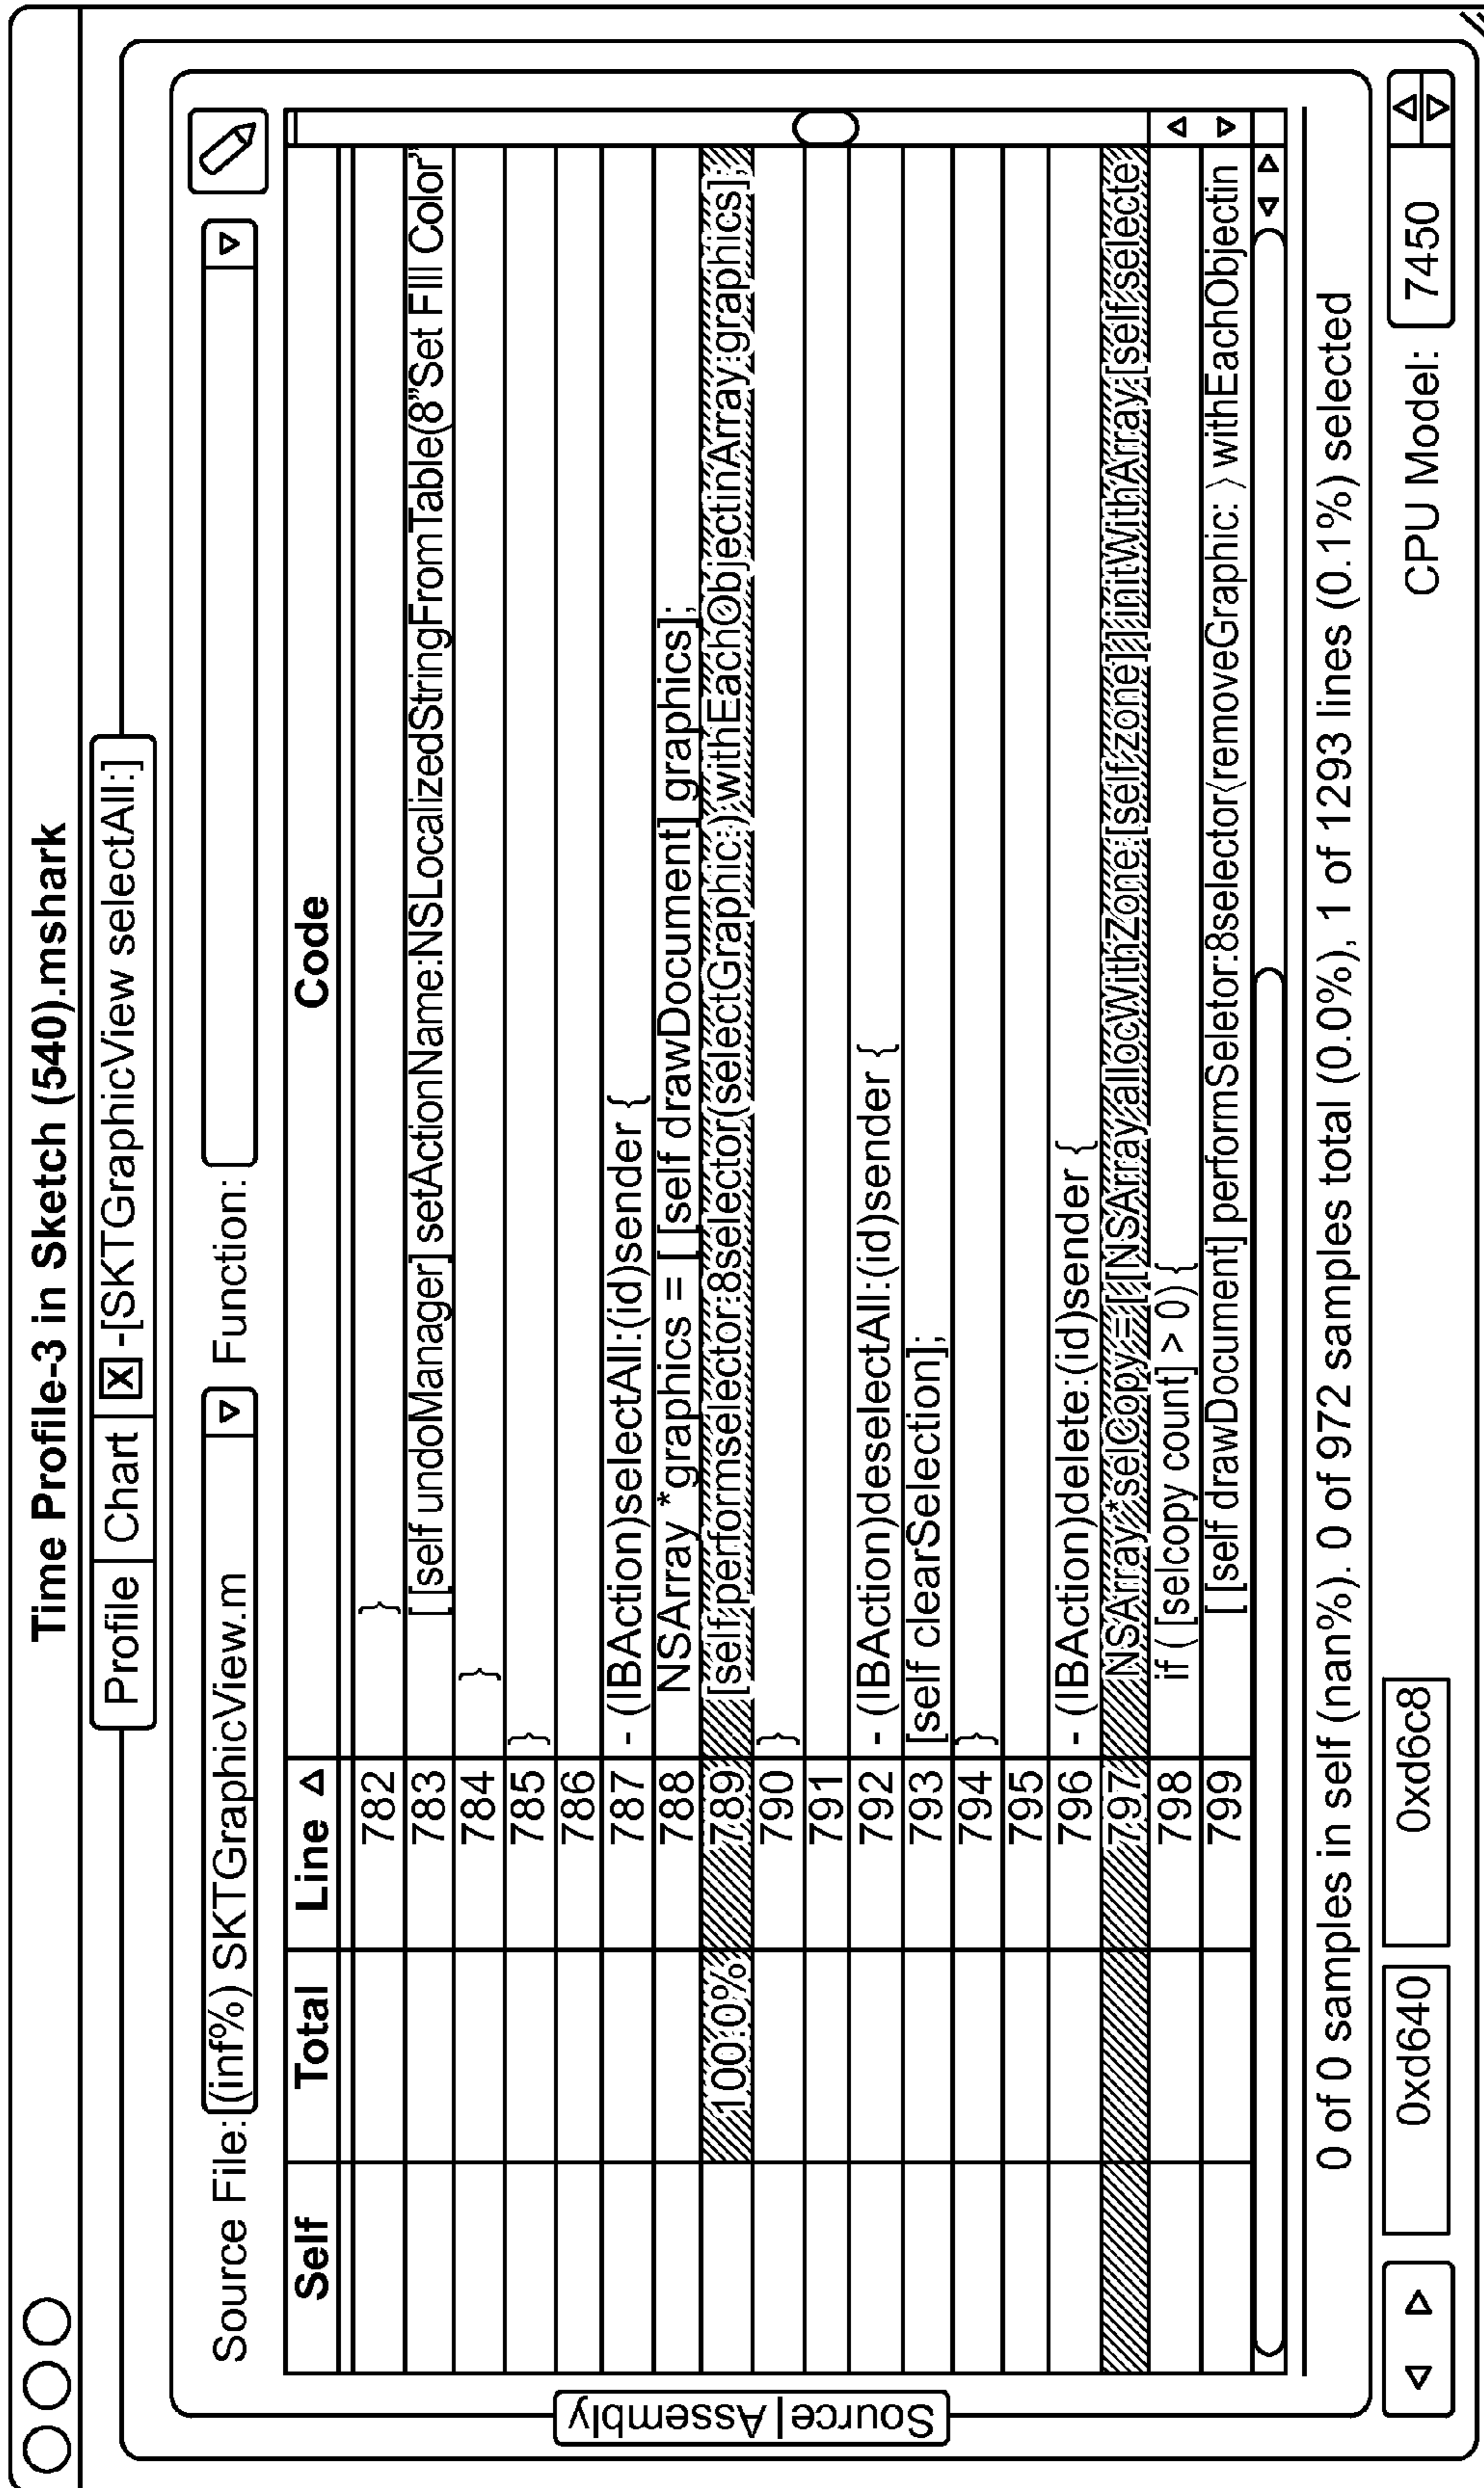 Time Profile-3 in Sketch (540).mshark
Profile Chart X -[SKTGraphicView selectAll:]
Source File: (inf%) SKTGraphicView.m Function:
Self Total Line Code
782 }
783 [ [self undoManager] setActionName:NSLocalizedStringFromTable(8"Set FIll Color"
784 }
785 }
786
787 - (IBAction)selectAll:(id)sender {
788 NSArray *graphics = [ [self drawDocument] graphics];
100.0% 789 [self performselector:8selector(selectGraphic:) withEachObjectinArray:graphics];
790 }
791
792 - (IBAction)deselectAll:(id)sender {
793 [self clearSelection];
794 }
795
796 - (IBAction)delete:(id)sender {
797 NSArray *selCopy = [ [NSArray allocWithZone:[self zone] ] initWithArray:[self selecte
798 if ( [selcopy count] > 0) {
799 [ [self drawDocument] performSeletor:8selector⟨removeGraphic: ⟩ withEachObjectin
Source | Assembly
0 of 0 samples in self (nan%). 0 of 972 samples total (0.0%), 1 of 1293 lines (0.1%) selected
0xd640 0xd6c8 CPU Model: 7450